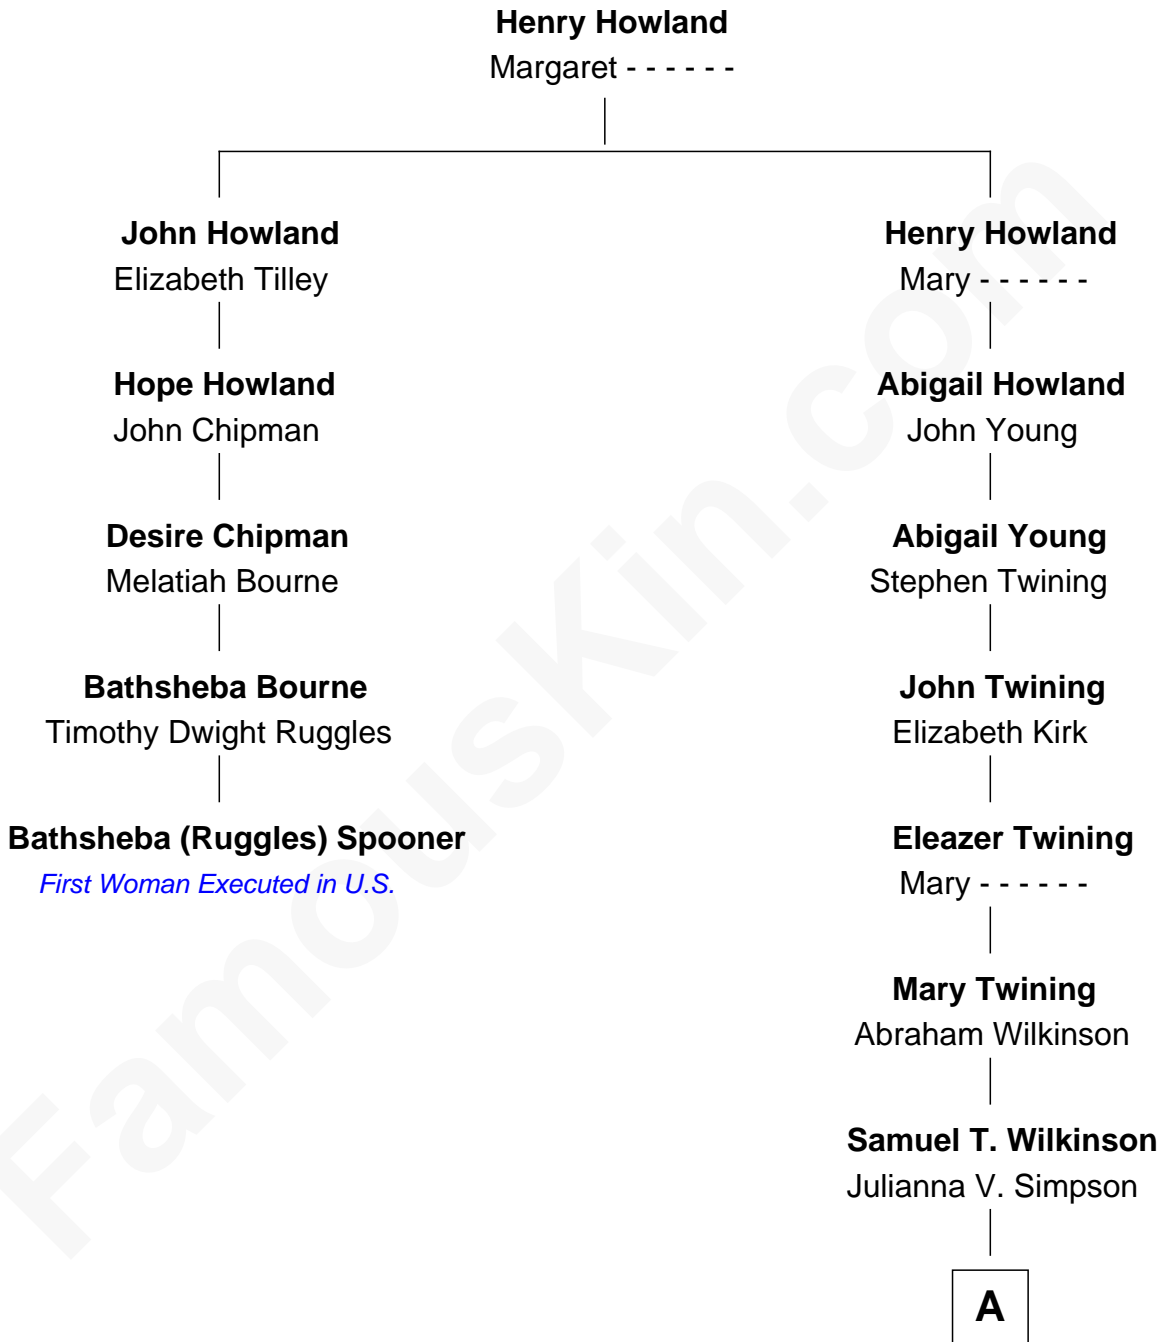 Henry Howland
Margaret - - - - - -
John Howland
Elizabeth Tilley
Henry Howland
Mary - - - - - -
Hope Howland
John Chipman
Abigail Howland
John Young
Desire Chipman
Melatiah Bourne
Abigail Young
Stephen Twining
Bathsheba Bourne
Timothy Dwight Ruggles
John Twining
Elizabeth Kirk
Bathsheba (Ruggles) Spooner
First Woman Executed in U.S.
Eleazer Twining
Mary - - - - - -
Mary Twining
Abraham Wilkinson
Samuel T. Wilkinson
Julianna V. Simpson
A
FamousKin.com